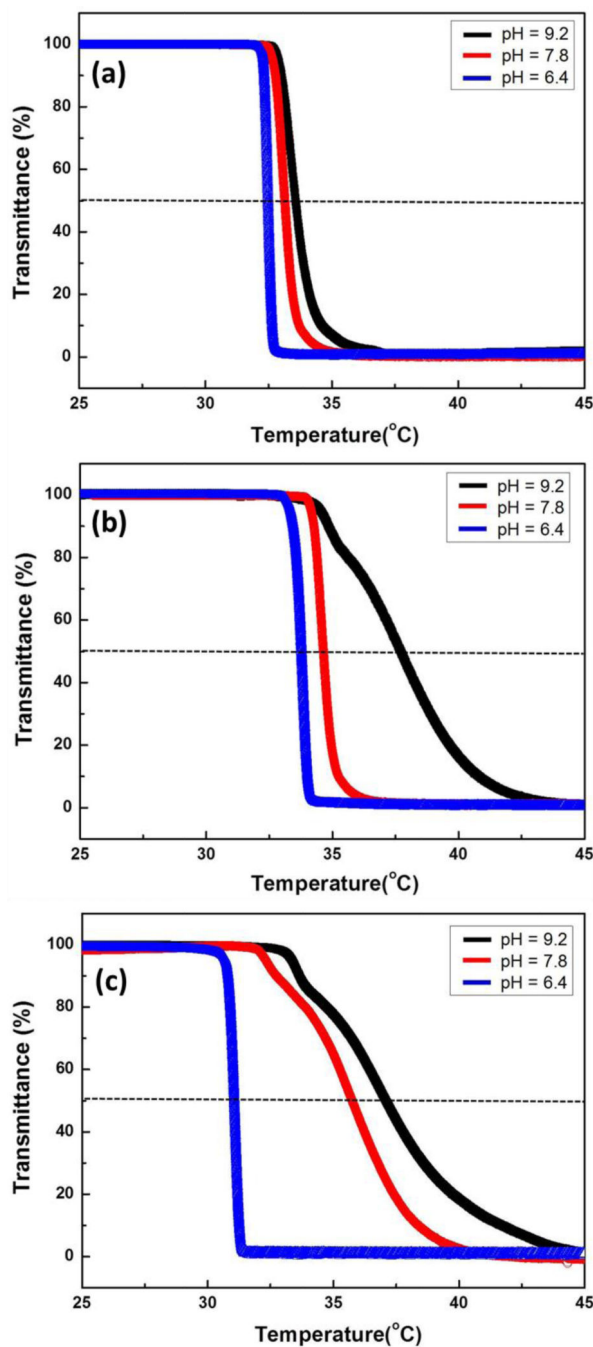 (a)
pH = 9.2
pH = 7.8
pH = 6.4
Transmittance (%)
100
80
60
40
20
0
25
30
35
40
45
Temperature(°C)
(b)
pH = 9.2
pH = 7.8
pH = 6.4
Transmittance (%)
100
80
60
40
20
0
25
30
35
40
45
Temperature(°C)
(c)
pH = 9.2
pH = 7.8
pH = 6.4
Transmittance (%)
100
80
60
40
20
0
25
30
35
40
45
Temperature(°C)